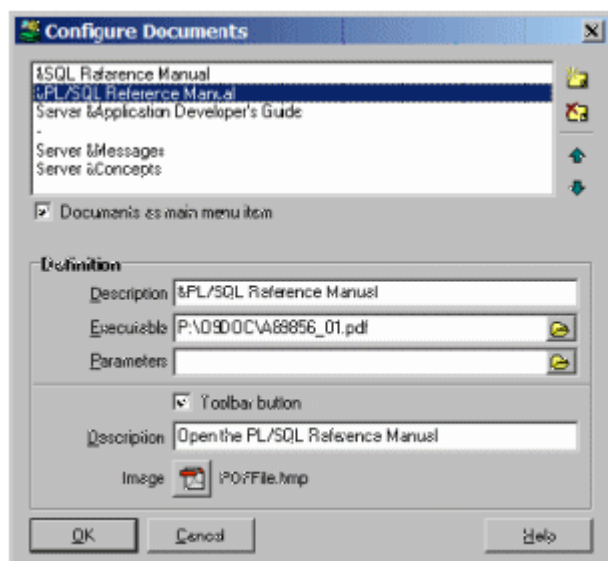 Configure Documents
&SQL Reference Manual
&PL/SQL Reference Manual
Server &Application Developer's Guide
-
Server &Messages
Server &Concepts
Documents as main menu item
Definition
Description &PL/SQL Reference Manual
Executable P:\O9DOC\A89856_01.pdf
Parameters
Toolbar button
Description Open the PL/SQL Reference Manual
Image
OK Cancel Help